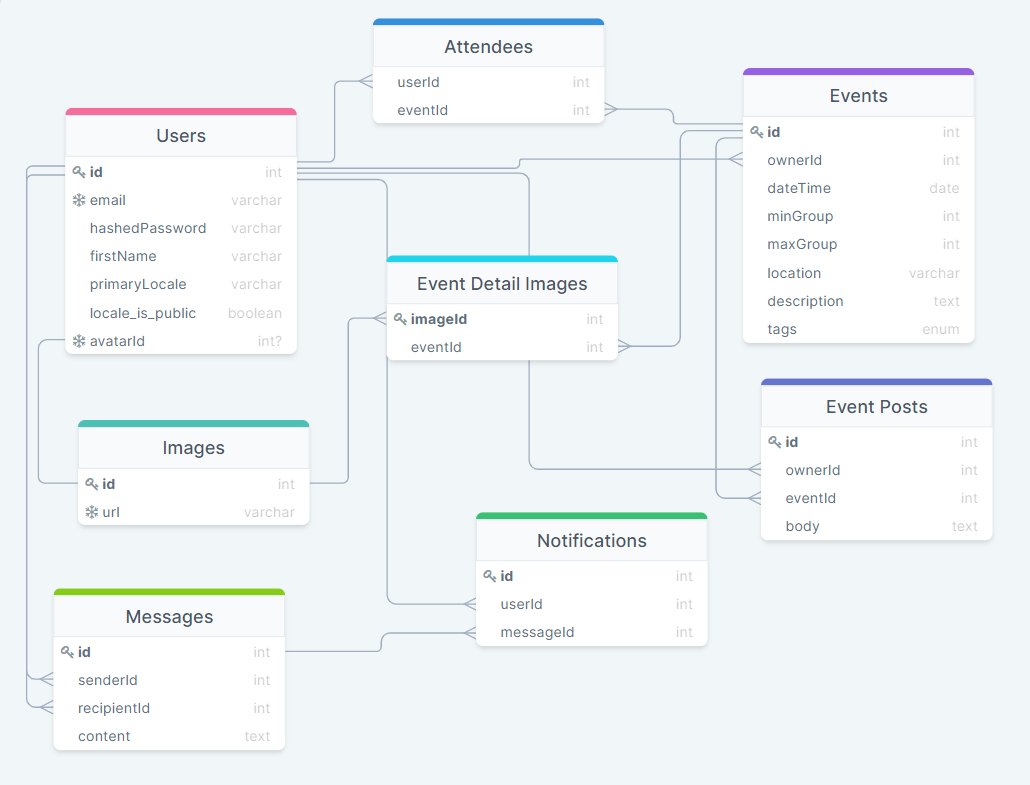 Attendees
userId int
eventId int
Events
id int
ownerId int
dateTime date
minGroup int
maxGroup int
location varchar
description text
tags enum
Users
id int
email varchar
hashedPassword varchar
firstName varchar
primaryLocale varchar
locale_is_public boolean
avatarId int?
Event Detail Images
imageId int
eventId int
Event Posts
id int
ownerId int
eventId int
body text
Images
id int
url varchar
Notifications
id int
userId int
messageId int
Messages
id int
senderId int
recipientId int
content text